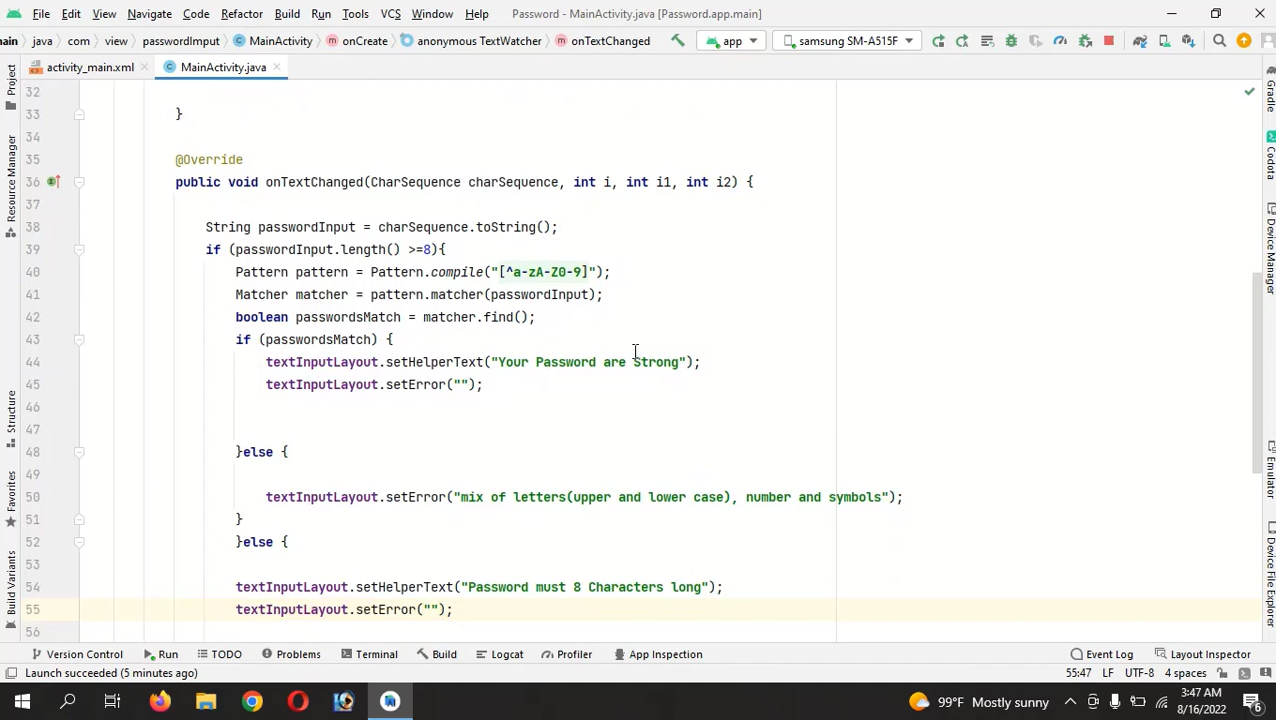 File Edit View Navigate Code Refactor Build Run Tools VCS Window Help Password - MainActivity.java [Password.app.main]
main java com view passwordImput MainActivity onCreate anonymous TextWatcher onTextChanged app samsung SM-A515F
activity_main.xml MainActivity.java
Project
Resource Manager
Structure
Favorites
Build Variants
32
33 }
34
35 @Override
36 public void onTextChanged(CharSequence charSequence, int i, int i1, int i2) {
37
38 String passwordInput = charSequence.toString();
39 if (passwordInput.length() >=8){
40 Pattern pattern = Pattern.compile("[^a-zA-Z0-9]");
41 Matcher matcher = pattern.matcher(passwordInput);
42 boolean passwordsMatch = matcher.find();
43 if (passwordsMatch) {
44 textInputLayout.setHelperText("Your Password are Strong");
45 textInputLayout.setError("");
46
47
48 }else {
49
50 textInputLayout.setError("mix of letters(upper and lower case), number and symbols");
51 }
52 }else {
53
54 textInputLayout.setHelperText("Password must 8 Characters long");
55 textInputLayout.setError("");
56
Gradle
Codota
Device Manager
Emulator
Device File Explorer
Version Control Run TODO Problems Terminal Build Logcat Profiler App Inspection Event Log Layout Inspector
Launch succeeded (5 minutes ago) 55:47 LF UTF-8 4 spaces
99°F Mostly sunny
3:47 AM
8/16/2022
6